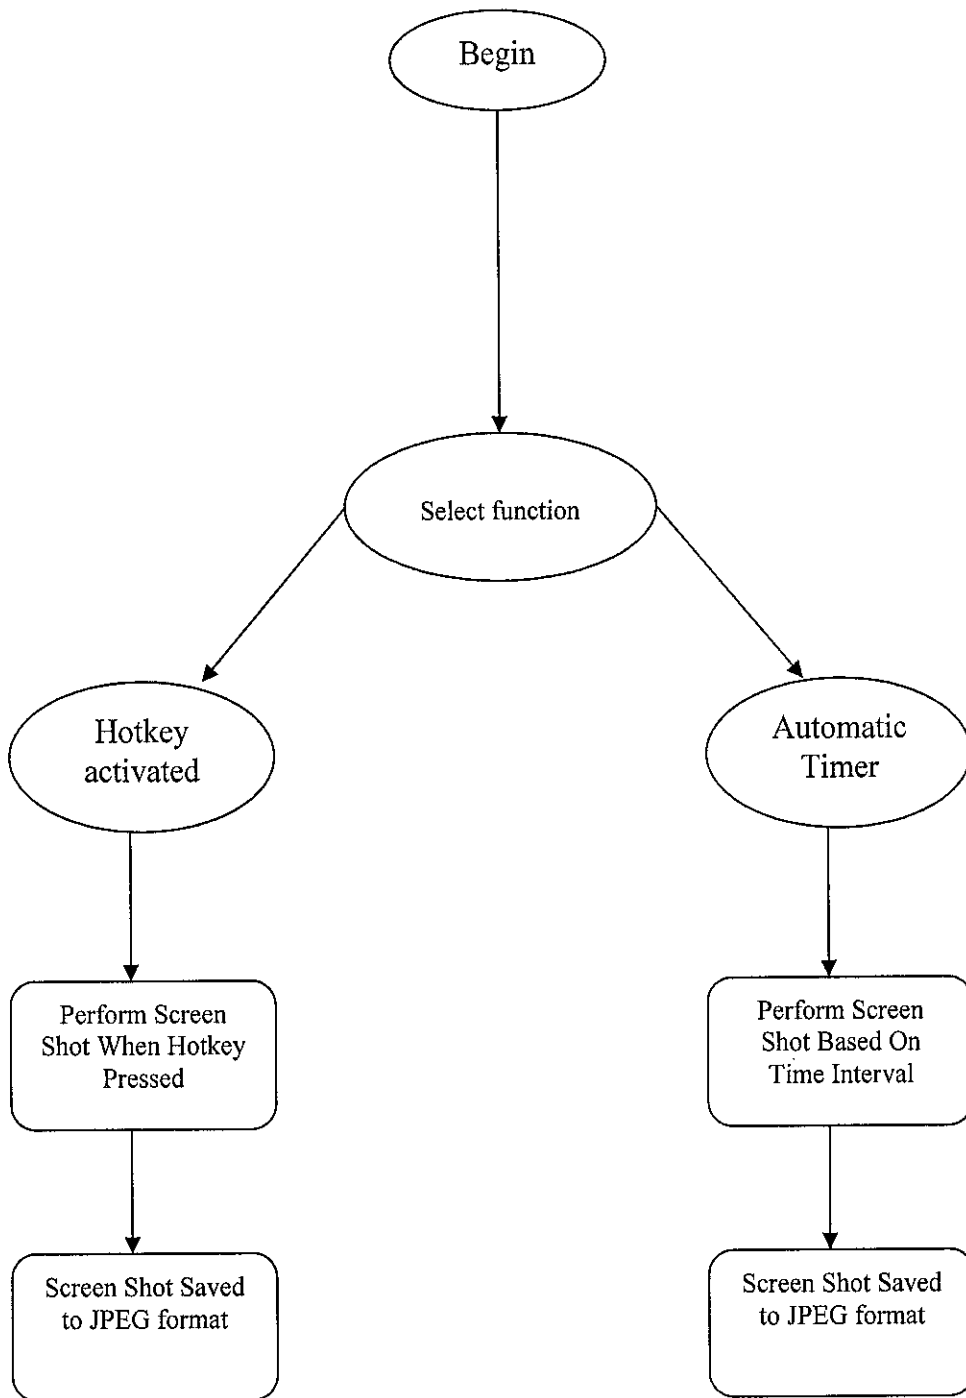 Begin
Select function
Hotkey
activated
Automatic
Timer
Perform Screen
Shot When Hotkey
Pressed
Perform Screen
Shot Based On
Time Interval
Screen Shot Saved
to JPEG format
Screen Shot Saved
to JPEG format